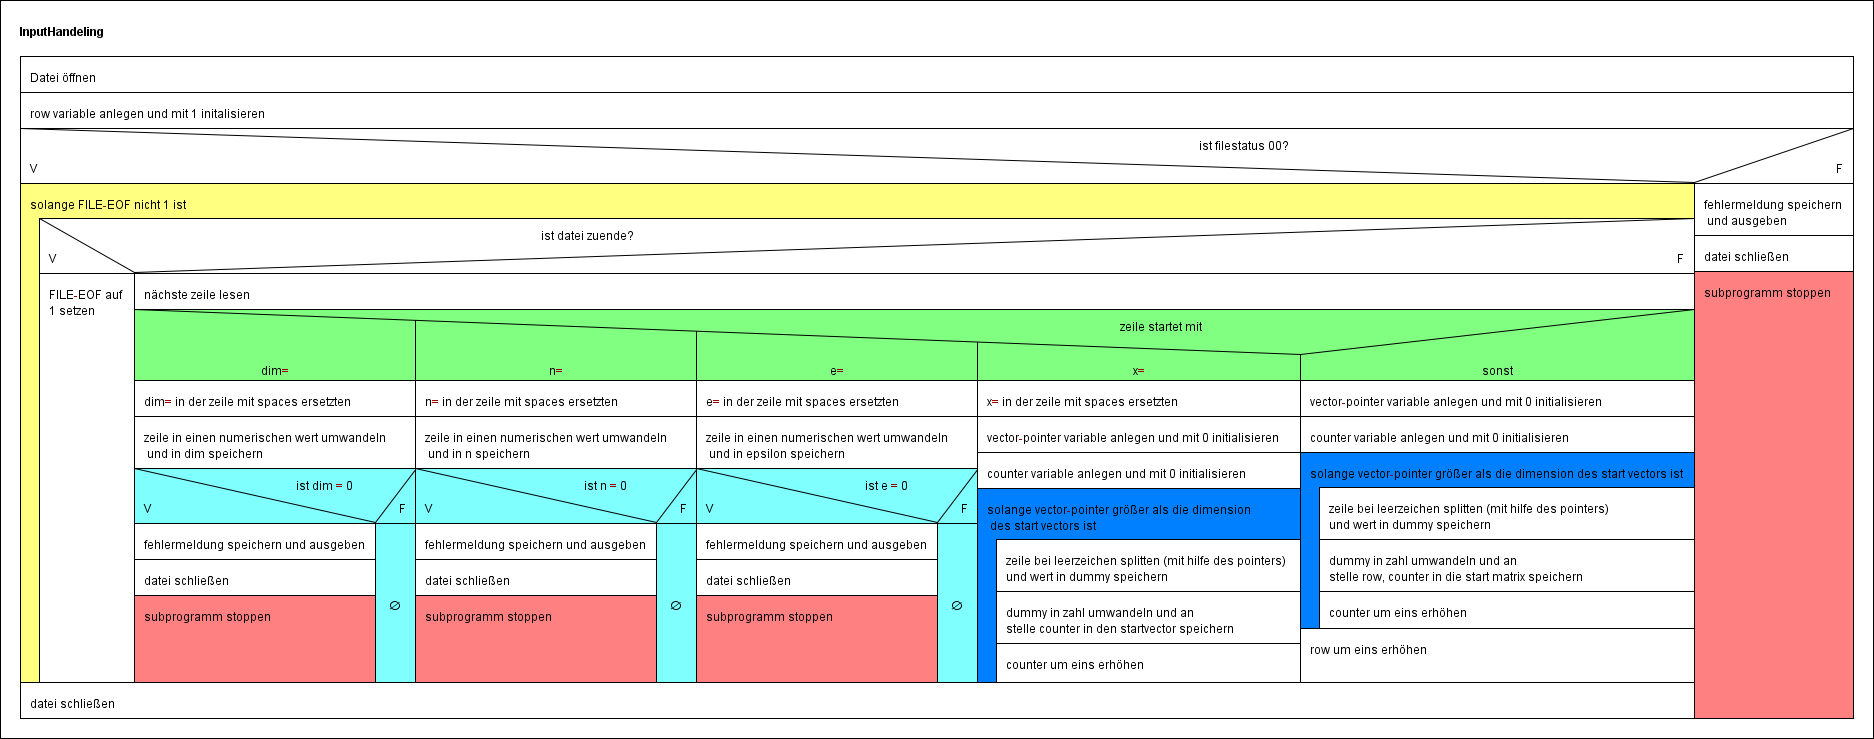 InputHandeling
Datei öffnen
row variable anlegen und mit 1 initalisieren
ist filestatus 00?
V
F
solange FILE-EOF nicht 1 ist
ist datei zuende?
V
F
FILE-EOF auf
1 setzen
nächste zeile lesen
zeile startet mit
dim=
n=
e=
x=
sonst
dim= in der zeile mit spaces ersetzten
zeile in einen numerischen wert umwandeln
und in dim speichern
ist dim = 0
V
F
fehlermeldung speichern und ausgeben
datei schließen
subprogramm stoppen
∅
n= in der zeile mit spaces ersetzten
zeile in einen numerischen wert umwandeln
und in n speichern
ist n = 0
V
F
fehlermeldung speichern und ausgeben
datei schließen
subprogramm stoppen
∅
e= in der zeile mit spaces ersetzten
zeile in einen numerischen wert umwandeln
und in epsilon speichern
ist e = 0
V
F
fehlermeldung speichern und ausgeben
datei schließen
subprogramm stoppen
∅
x= in der zeile mit spaces ersetzten
vector-pointer variable anlegen und mit 0 initialisieren
counter variable anlegen und mit 0 initialisieren
solange vector-pointer größer als die dimension
des start vectors ist
zeile bei leerzeichen splitten (mit hilfe des pointers)
und wert in dummy speichern
dummy in zahl umwandeln und an
stelle counter in den startvector speichern
counter um eins erhöhen
vector-pointer variable anlegen und mit 0 initialisieren
counter variable anlegen und mit 0 initialisieren
solange vector-pointer größer als die dimension des start vectors ist
zeile bei leerzeichen splitten (mit hilfe des pointers)
und wert in dummy speichern
dummy in zahl umwandeln und an
stelle row, counter in die start matrix speichern
counter um eins erhöhen
row um eins erhöhen
datei schließen
fehlermeldung speichern
und ausgeben
datei schließen
subprogramm stoppen